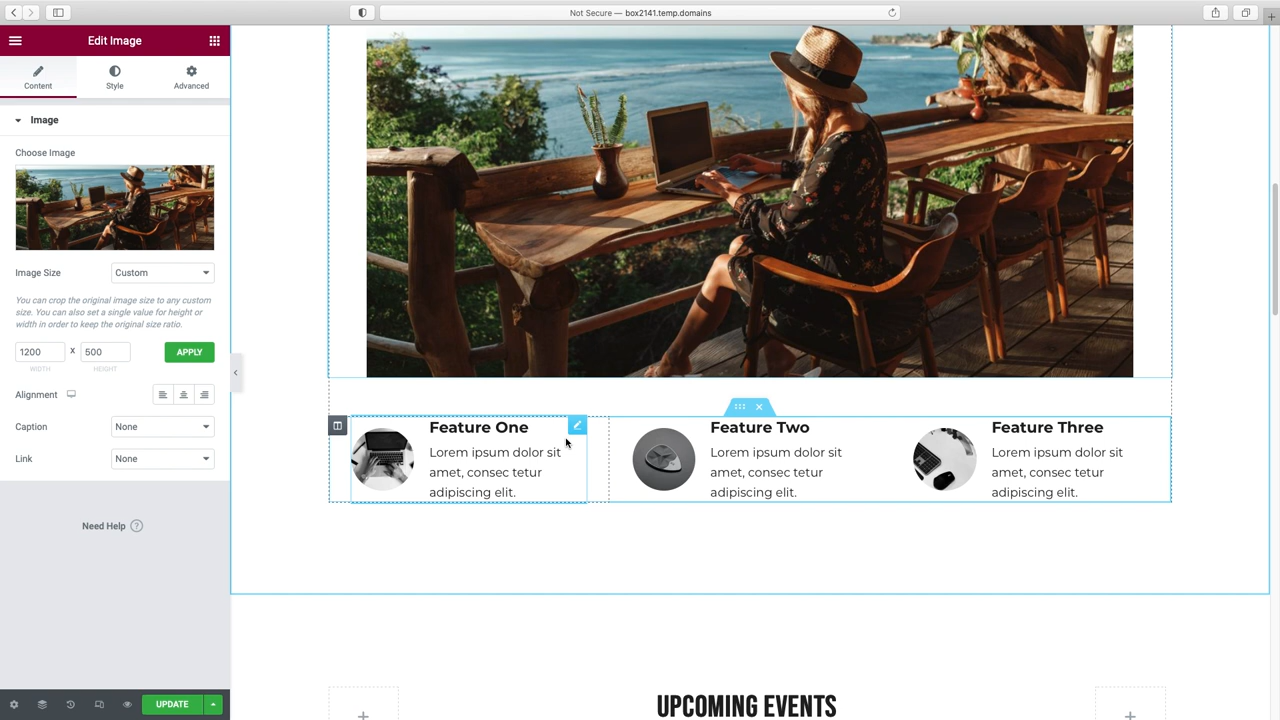 Not Secure — box2141.temp.domains
Edit Image
Content
Style
Advanced
Image
Choose Image
Image Size
Custom
You can crop the original image size to any custom
size. You can also set a single value for height or
width in order to keep the original size ratio.
1200 x 500
APPLY
WIDTH
HEIGHT
Alignment
Caption
None
Link
None
Need Help ?
UPDATE
Feature One
Lorem ipsum dolor sit
amet, consec tetur
adipiscing elit.
Feature Two
Lorem ipsum dolor sit
amet, consec tetur
adipiscing elit.
Feature Three
Lorem ipsum dolor sit
amet, consec tetur
adipiscing elit.
UPCOMING EVENTS